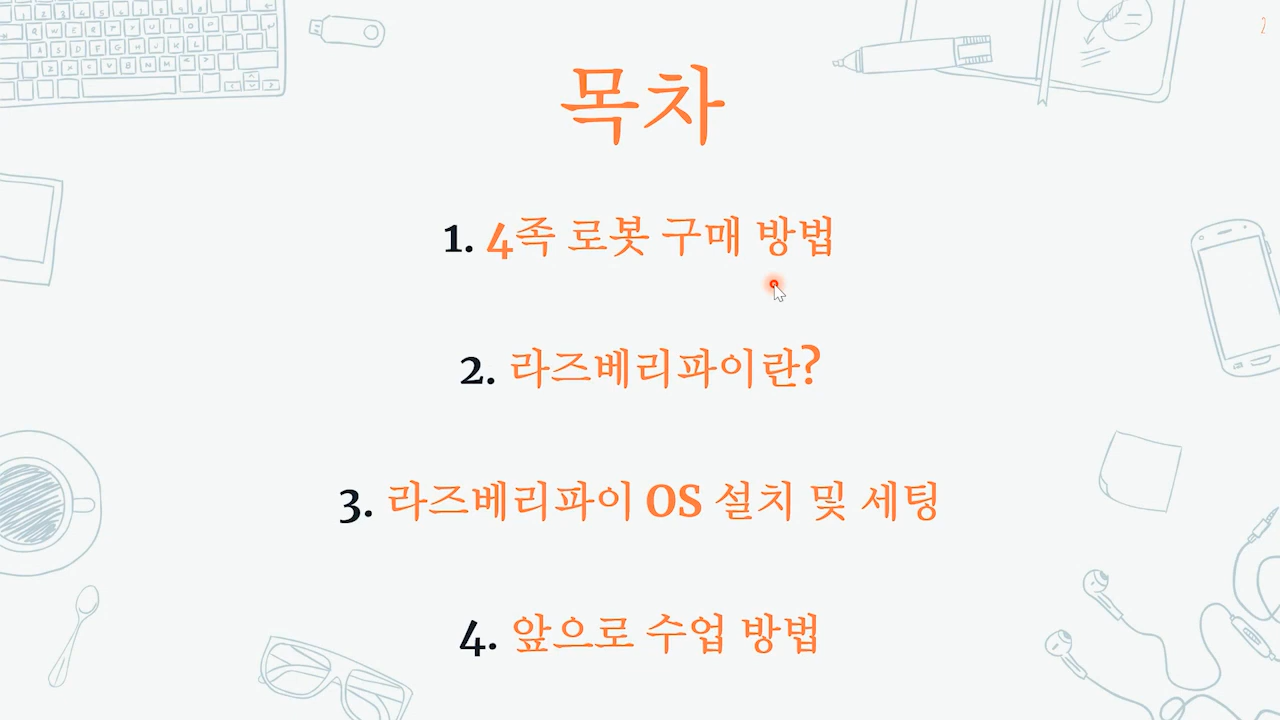 2
목차
1. 4족 로봇 구매 방법
2. 라즈베리파이란?
3. 라즈베리파이 OS 설치 및 세팅
4. 앞으로 수업 방법